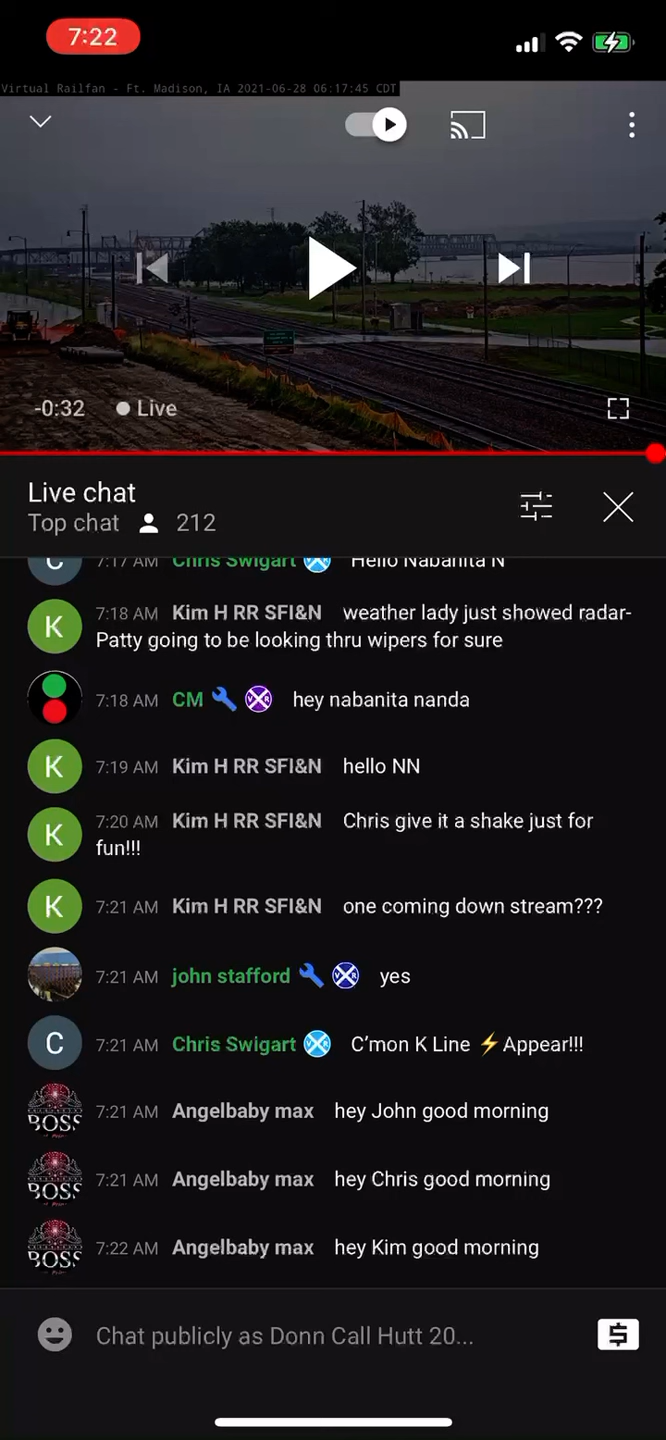 7:22
Virtual Railfan - Ft. Madison, IA 2021-06-28 06:17:45 CDT
-0:32 Live
Live chat
Top chat 212
C 7:17 AM Chris Swigart Hello Nabanita N
K 7:18 AM Kim H RR SFI&N weather lady just showed radar-
Patty going to be looking thru wipers for sure
7:18 AM CM hey nabanita nanda
K 7:19 AM Kim H RR SFI&N hello NN
K 7:20 AM Kim H RR SFI&N Chris give it a shake just for
fun!!!
K 7:21 AM Kim H RR SFI&N one coming down stream???
7:21 AM john stafford yes
C 7:21 AM Chris Swigart C’mon K Line ⚡Appear!!!
BOSS 7:21 AM Angelbaby max hey John good morning
BOSS 7:21 AM Angelbaby max hey Chris good morning
BOSS 7:22 AM Angelbaby max hey Kim good morning
Chat publicly as Donn Call Hutt 20...